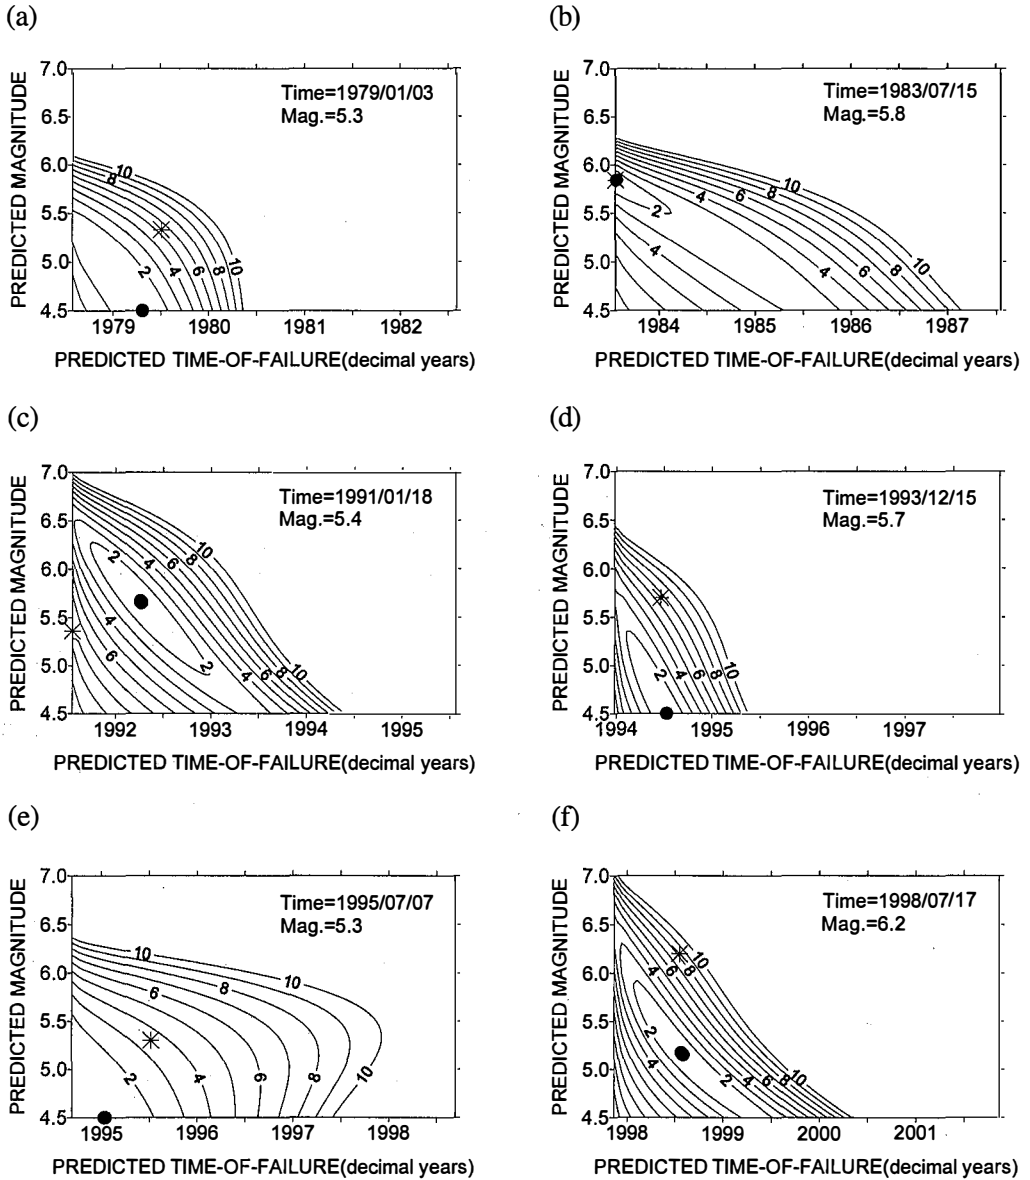 (a)
PREDICTED MAGNITUDE
7.0
6.5
6.0
5.5
5.0
4.5
Time=1979/01/03
Mag.=5.3
10
8
2
4
6
8
10
1979 1980 1981 1982
PREDICTED TIME-OF-FAILURE(decimal years)
(b)
PREDICTED MAGNITUDE
7.0
6.5
6.0
5.5
5.0
4.5
Time=1983/07/15
Mag.=5.8
10
8
6
4
2
4
4
6
8
10
1984 1985 1986 1987
PREDICTED TIME-OF-FAILURE(decimal years)
(c)
PREDICTED MAGNITUDE
7.0
6.5
6.0
5.5
5.0
4.5
Time=1991/01/18
Mag.=5.4
2
4
6
8
10
4
6
2
4
6
8
10
1992 1993 1994 1995
PREDICTED TIME-OF-FAILURE(decimal years)
(d)
PREDICTED MAGNITUDE
7.0
6.5
6.0
5.5
5.0
4.5
Time=1993/12/15
Mag.=5.7
2
4
6
8
10
1994 1995 1996 1997
PREDICTED TIME-OF-FAILURE(decimal years)
(e)
PREDICTED MAGNITUDE
7.0
6.5
6.0
5.5
5.0
4.5
Time=1995/07/07
Mag.=5.3
10
10
6
8
2
4
6
8
10
1995 1996 1997 1998
PREDICTED TIME-OF-FAILURE(decimal years)
(f)
PREDICTED MAGNITUDE
7.0
6.5
6.0
5.5
5.0
4.5
Time=1998/07/17
Mag.=6.2
4
6
8
10
2
4
2
4
6
8
10
1998 1999 2000 2001
PREDICTED TIME-OF-FAILURE(decimal years)